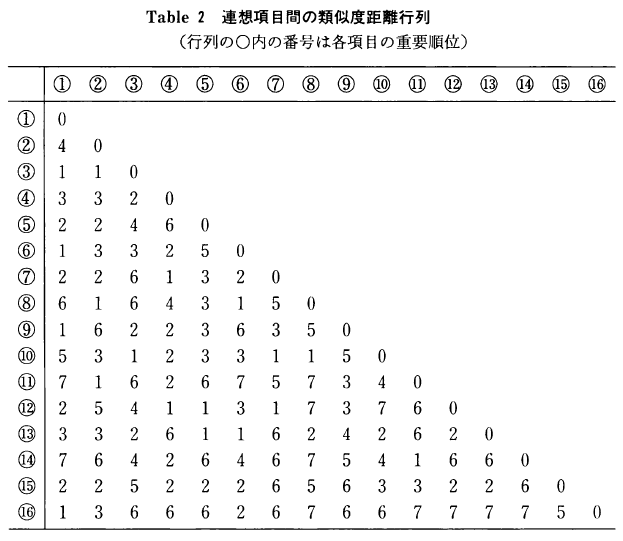 Table 2 連想項目間の類似度距離行列
(行列の○内の番号は各項目の重要順位)
① ② ③ ④ ⑤ ⑥ ⑦ ⑧ ⑨ ⑩ ⑪ ⑫ ⑬ ⑭ ⑮ ⑯
① 0
② 4 0
③ 1 1 0
④ 3 3 2 0
⑤ 2 2 4 6 0
⑥ 1 3 3 2 5 0
⑦ 2 2 6 1 3 2 0
⑧ 6 1 6 4 3 1 5 0
⑨ 1 6 2 2 3 6 3 5 0
⑩ 5 3 1 2 3 3 1 1 5 0
⑪ 7 1 6 2 6 7 5 7 3 4 0
⑫ 2 5 4 1 1 3 1 7 3 7 6 0
⑬ 3 3 2 6 1 1 6 2 4 2 6 2 0
⑭ 7 6 4 2 6 4 6 7 5 4 1 6 6 0
⑮ 2 2 5 2 2 2 6 5 6 3 3 2 2 6 0
⑯ 1 3 6 6 6 2 6 7 6 6 7 7 7 7 5 0